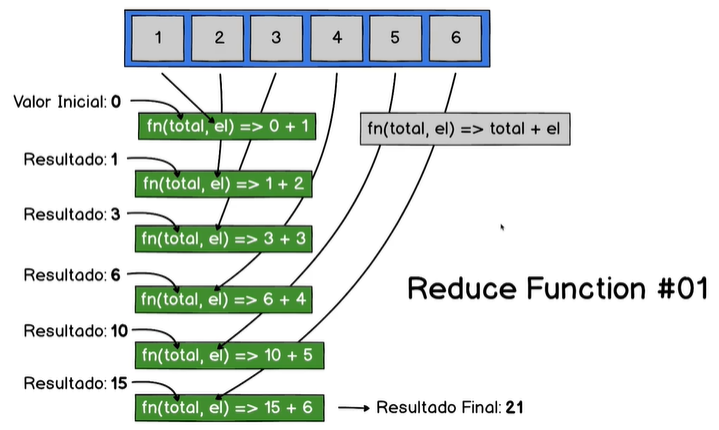 1 2 3 4 5 6
Valor Inicial: 0
fn(total, el) => 0 + 1
fn(total, el) => total + el
Resultado: 1
fn(total, el) => 1 + 2
Resultado: 3
fn(total, el) => 3 + 3
Resultado: 6
fn(total, el) => 6 + 4
Reduce Function #01
Resultado: 10
fn(total, el) => 10 + 5
Resultado: 15
fn(total, el) => 15 + 6
Resultado Final: 21